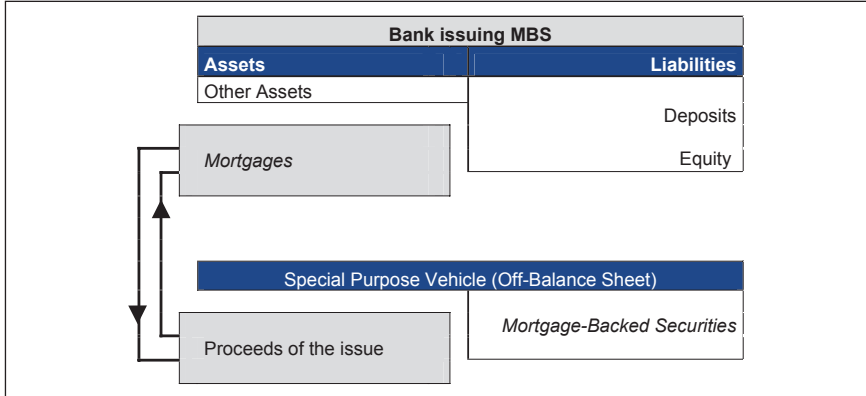 Bank issuing MBS
Assets Liabilities
Other Assets
Deposits
Mortgages
Equity
Special Purpose Vehicle (Off-Balance Sheet)
Mortgage-Backed Securities
Proceeds of the issue